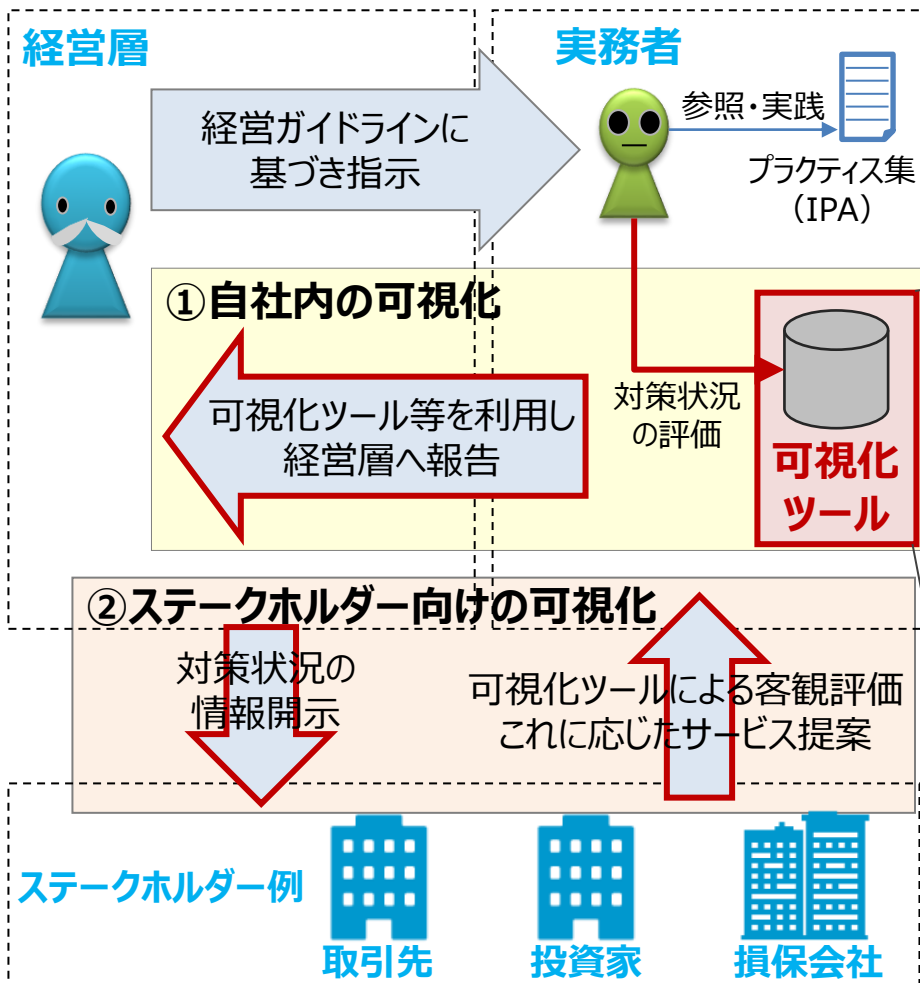 経営層
実務者
経営ガイドラインに
基づき指示
参照・実践
プラクティス集
（IPA）
①自社内の可視化
可視化ツール等を利用し
経営層へ報告
対策状況
の評価
可視化
ツール
②ステークホルダー向けの可視化
対策状況の
情報開示
可視化ツールによる客観評価
これに応じたサービス提案
ステークホルダー例
取引先
投資家
損保会社